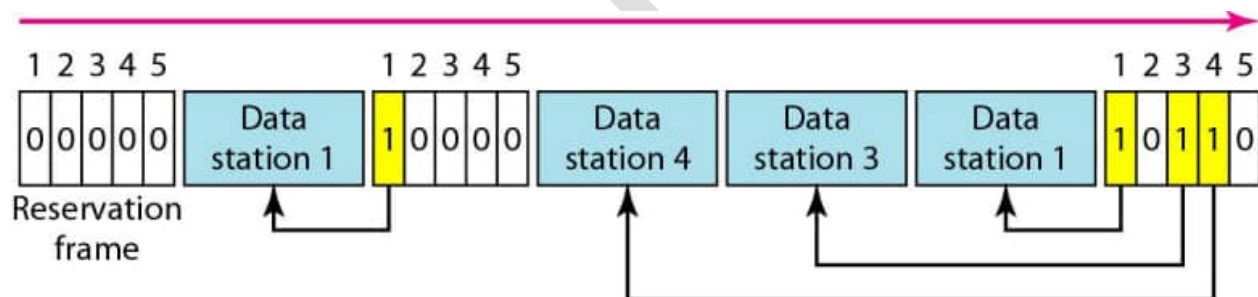 1 2 3 4 5
1 2 3 4 5
1 2 3 4 5
0 0 0 0 0
Data
station 1
1 0 0 0 0
Data
station 4
Data
station 3
Data
station 1
1 0 1 1 0
Reservation
frame